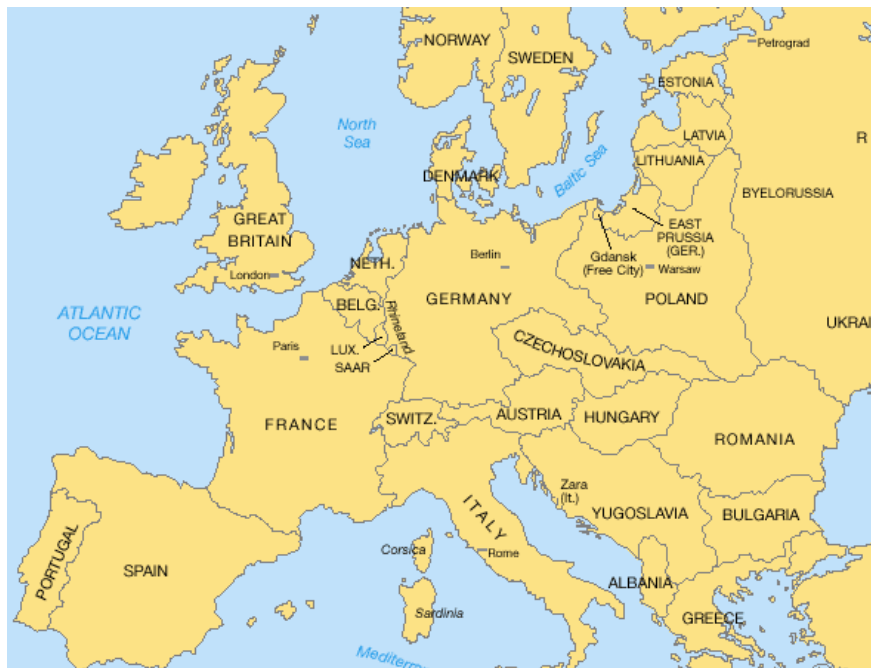 NORWAY
SWEDEN
Petrograd
ESTONIA
North
Sea
LATVIA
R
Baltic Sea
LITHUANIA
DENMARK
BYELORUSSIA
GREAT
BRITAIN
EAST
PRUSSIA
(GER.)
Gdansk
(Free City)
NETH.
Berlin
London
Warsaw
BELG.
GERMANY
POLAND
ATLANTIC
OCEAN
Rhineland
UKRAI
Paris
LUX.
SAAR
CZECHOSLOVAKIA
FRANCE
SWITZ.
AUSTRIA
HUNGARY
ROMANIA
Zara
(It.)
ITALY
YUGOSLAVIA
BULGARIA
PORTUGAL
SPAIN
Corsica
Rome
ALBANIA
Sardinia
GREECE
Mediterr